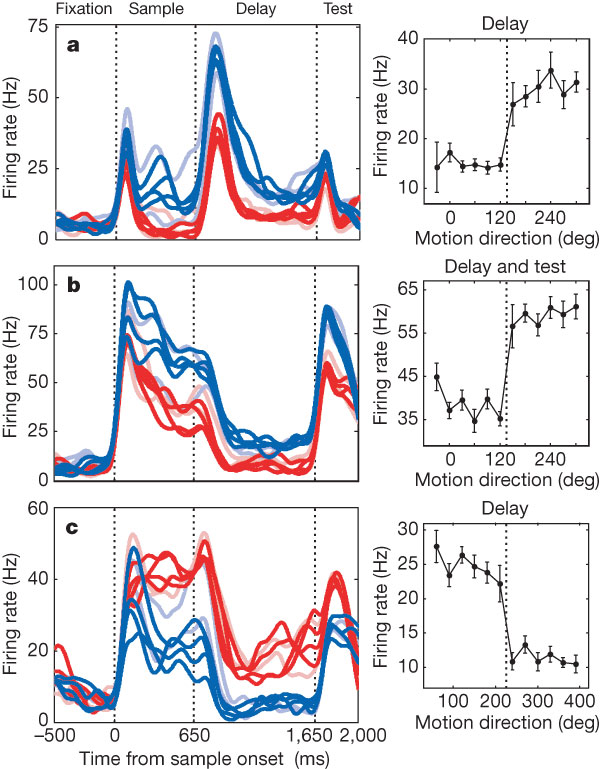 Fixation Sample Delay Test
a
75
50
25
0
Firing rate (Hz)
Delay
40
30
20
10
Firing rate (Hz)
0 120 240
Motion direction (deg)
b
100
75
50
25
0
Firing rate (Hz)
Delay and test
65
55
45
35
Firing rate (Hz)
0 120 240
Motion direction (deg)
c
60
40
20
0
Firing rate (Hz)
–500 0 650 1,650 2,000
Time from sample onset (ms)
Delay
30
25
20
15
10
Firing rate (Hz)
100 200 300 400
Motion direction (deg)